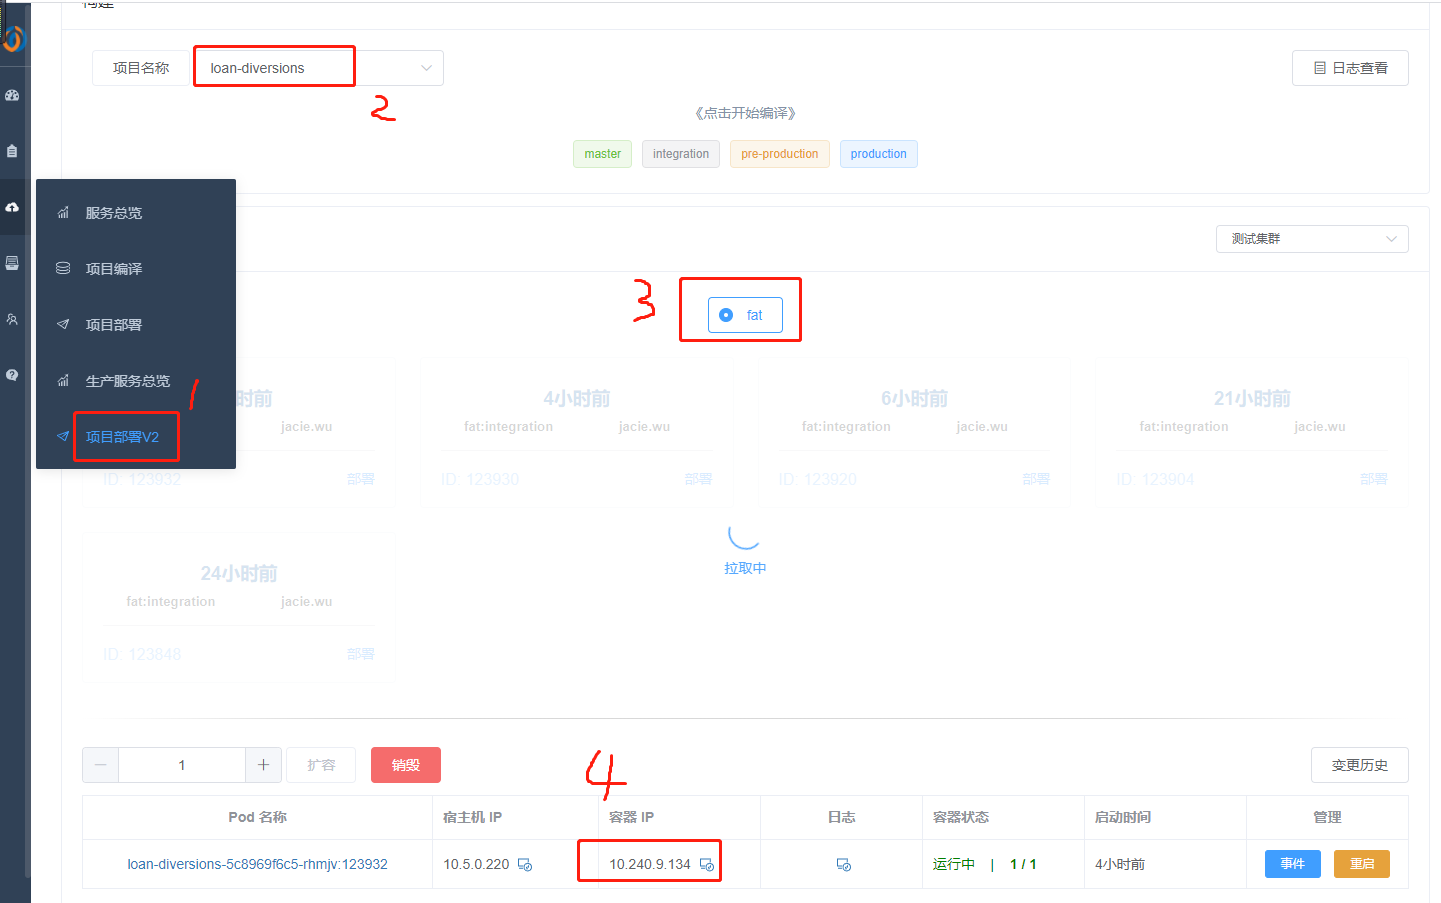 构建
项目名称
loan-diversions
日志查看
2
《点击开始编译》
master
integration
pre-production
production
服务总览
测试集群
项目编译
3
fat
项目部署
生产服务总览
1
项目部署V2
时前
jacie.wu
ID: 123932
部署
4小时前
fat:integration
jacie.wu
ID: 123930
部署
6小时前
fat:integration
jacie.wu
ID: 123920
部署
21小时前
fat:integration
jacie.wu
ID: 123904
部署
拉取中
24小时前
fat:integration
jacie.wu
ID: 123848
部署
1
扩容
销毁
4
变更历史
Pod 名称
宿主机 IP
容器 IP
日志
容器状态
启动时间
管理
loan-diversions-5c8969f6c5-rhmjv:123932
10.5.0.220
10.240.9.134
运行中 | 1 / 1
4小时前
事件
重启